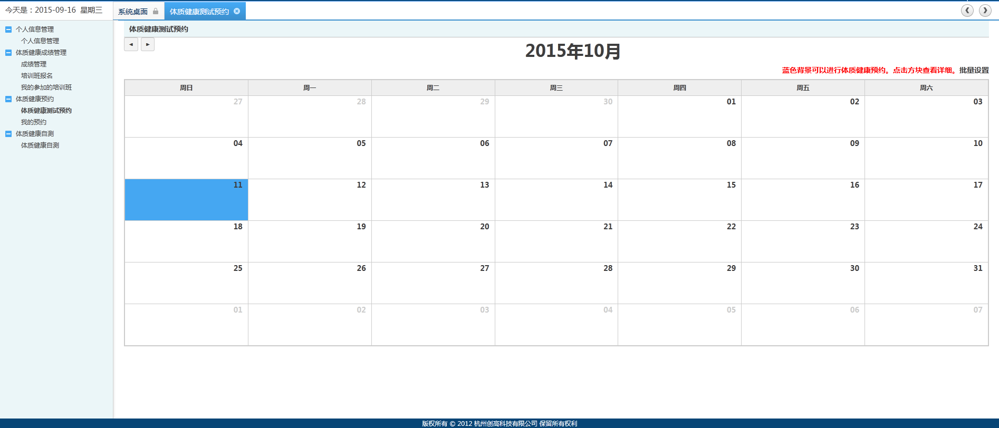 今天是：2015-09-16 星期三
系统桌面
体质健康测试预约
个人信息管理
个人信息管理
体质健康成绩管理
成绩管理
培训班报名
我的参加的培训班
体质健康预约
体质健康测试预约
我的预约
体质健康自测
体质健康自测
体质健康测试预约
2015年10月
蓝色背景可以进行体质健康预约。点击方块查看详细。批量设置
周日 周一 周二 周三 周四 周五 周六
27 28 29 30 01 02 03
04 05 06 07 08 09 10
11 12 13 14 15 16 17
18 19 20 21 22 23 24
25 26 27 28 29 30 31
01 02 03 04 05 06 07
版权所有 © 2012 杭州创高科技有限公司 保留所有权利